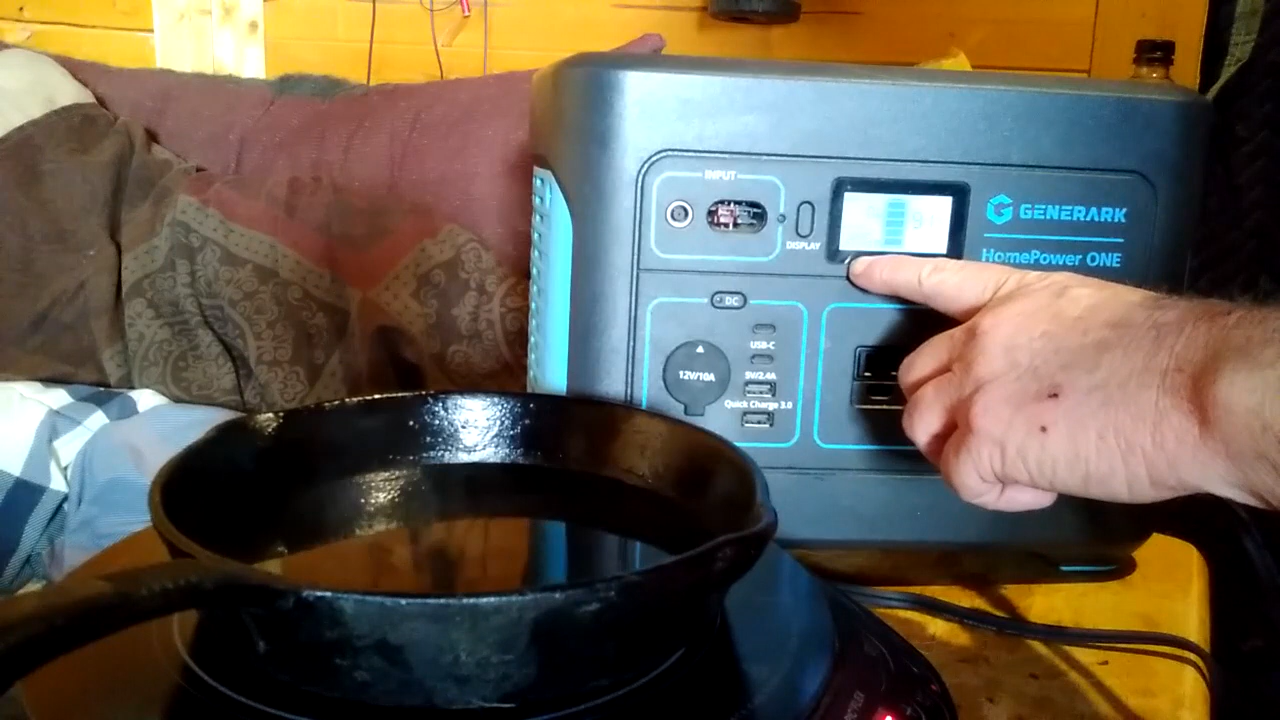 INPUT
DISPLAY
GENERARK
HomePower ONE
DC
USB-C
12V/10A
5V/2.4A
Quick Charge 3.0